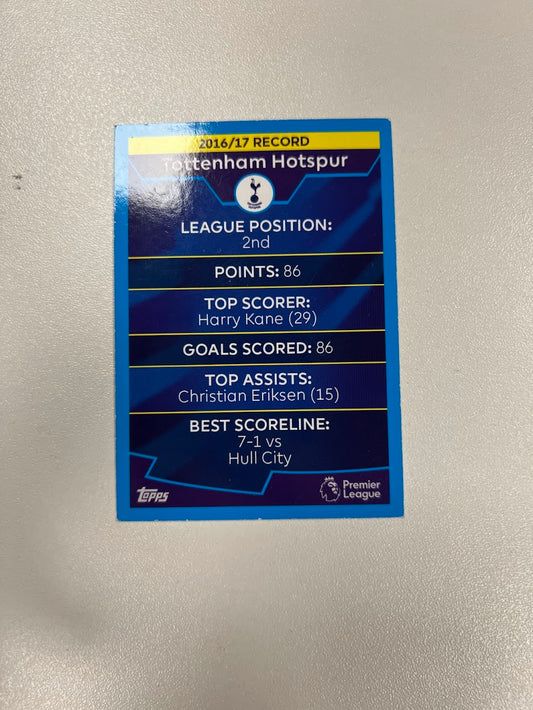 2016/17 RECORD
Tottenham Hotspur
LEAGUE POSITION:
2nd
POINTS: 86
TOP SCORER:
Harry Kane (29)
GOALS SCORED: 86
TOP ASSISTS:
Christian Eriksen (15)
BEST SCORELINE:
7-1 vs
Hull City
topps
Premier
League